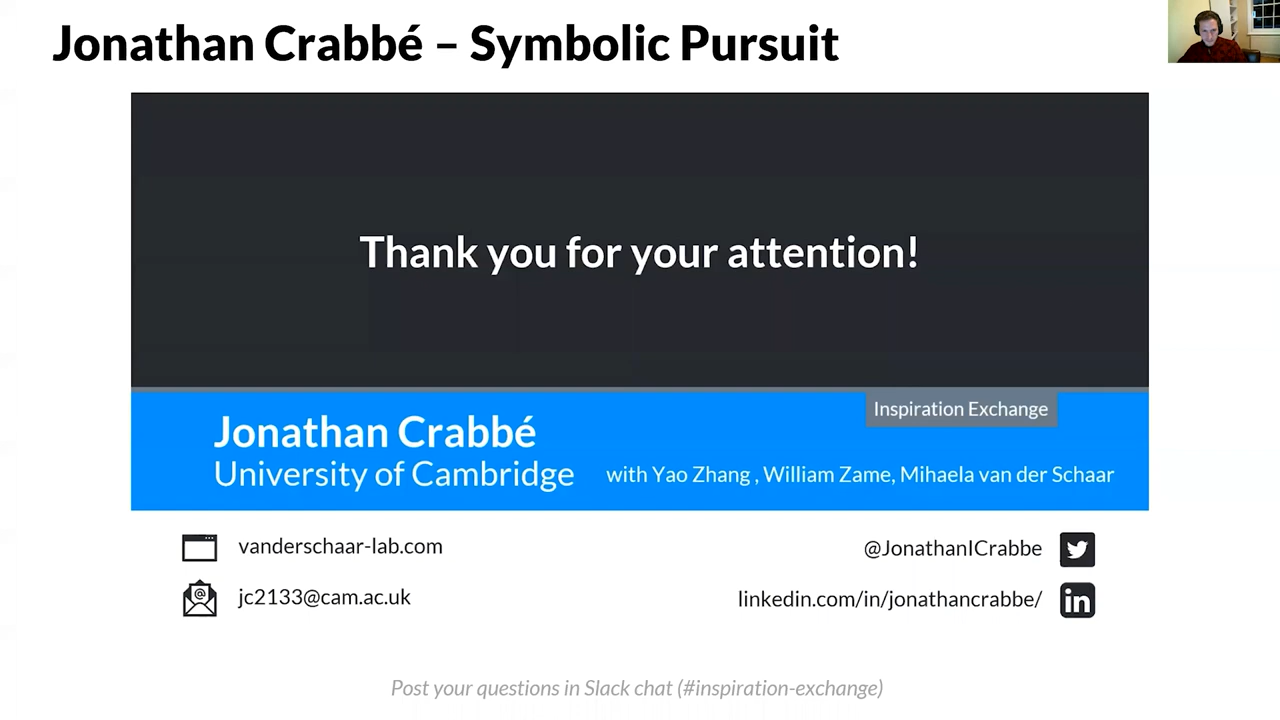 Jonathan Crabbé – Symbolic Pursuit
Thank you for your attention!
Inspiration Exchange
Jonathan Crabbé
University of Cambridge
with Yao Zhang , William Zame, Mihaela van der Schaar
vanderschaar-lab.com
@JonathanICrabbe
jc2133@cam.ac.uk
linkedin.com/in/jonathancrabbe/
in
Post your questions in Slack chat (#inspiration-exchange)